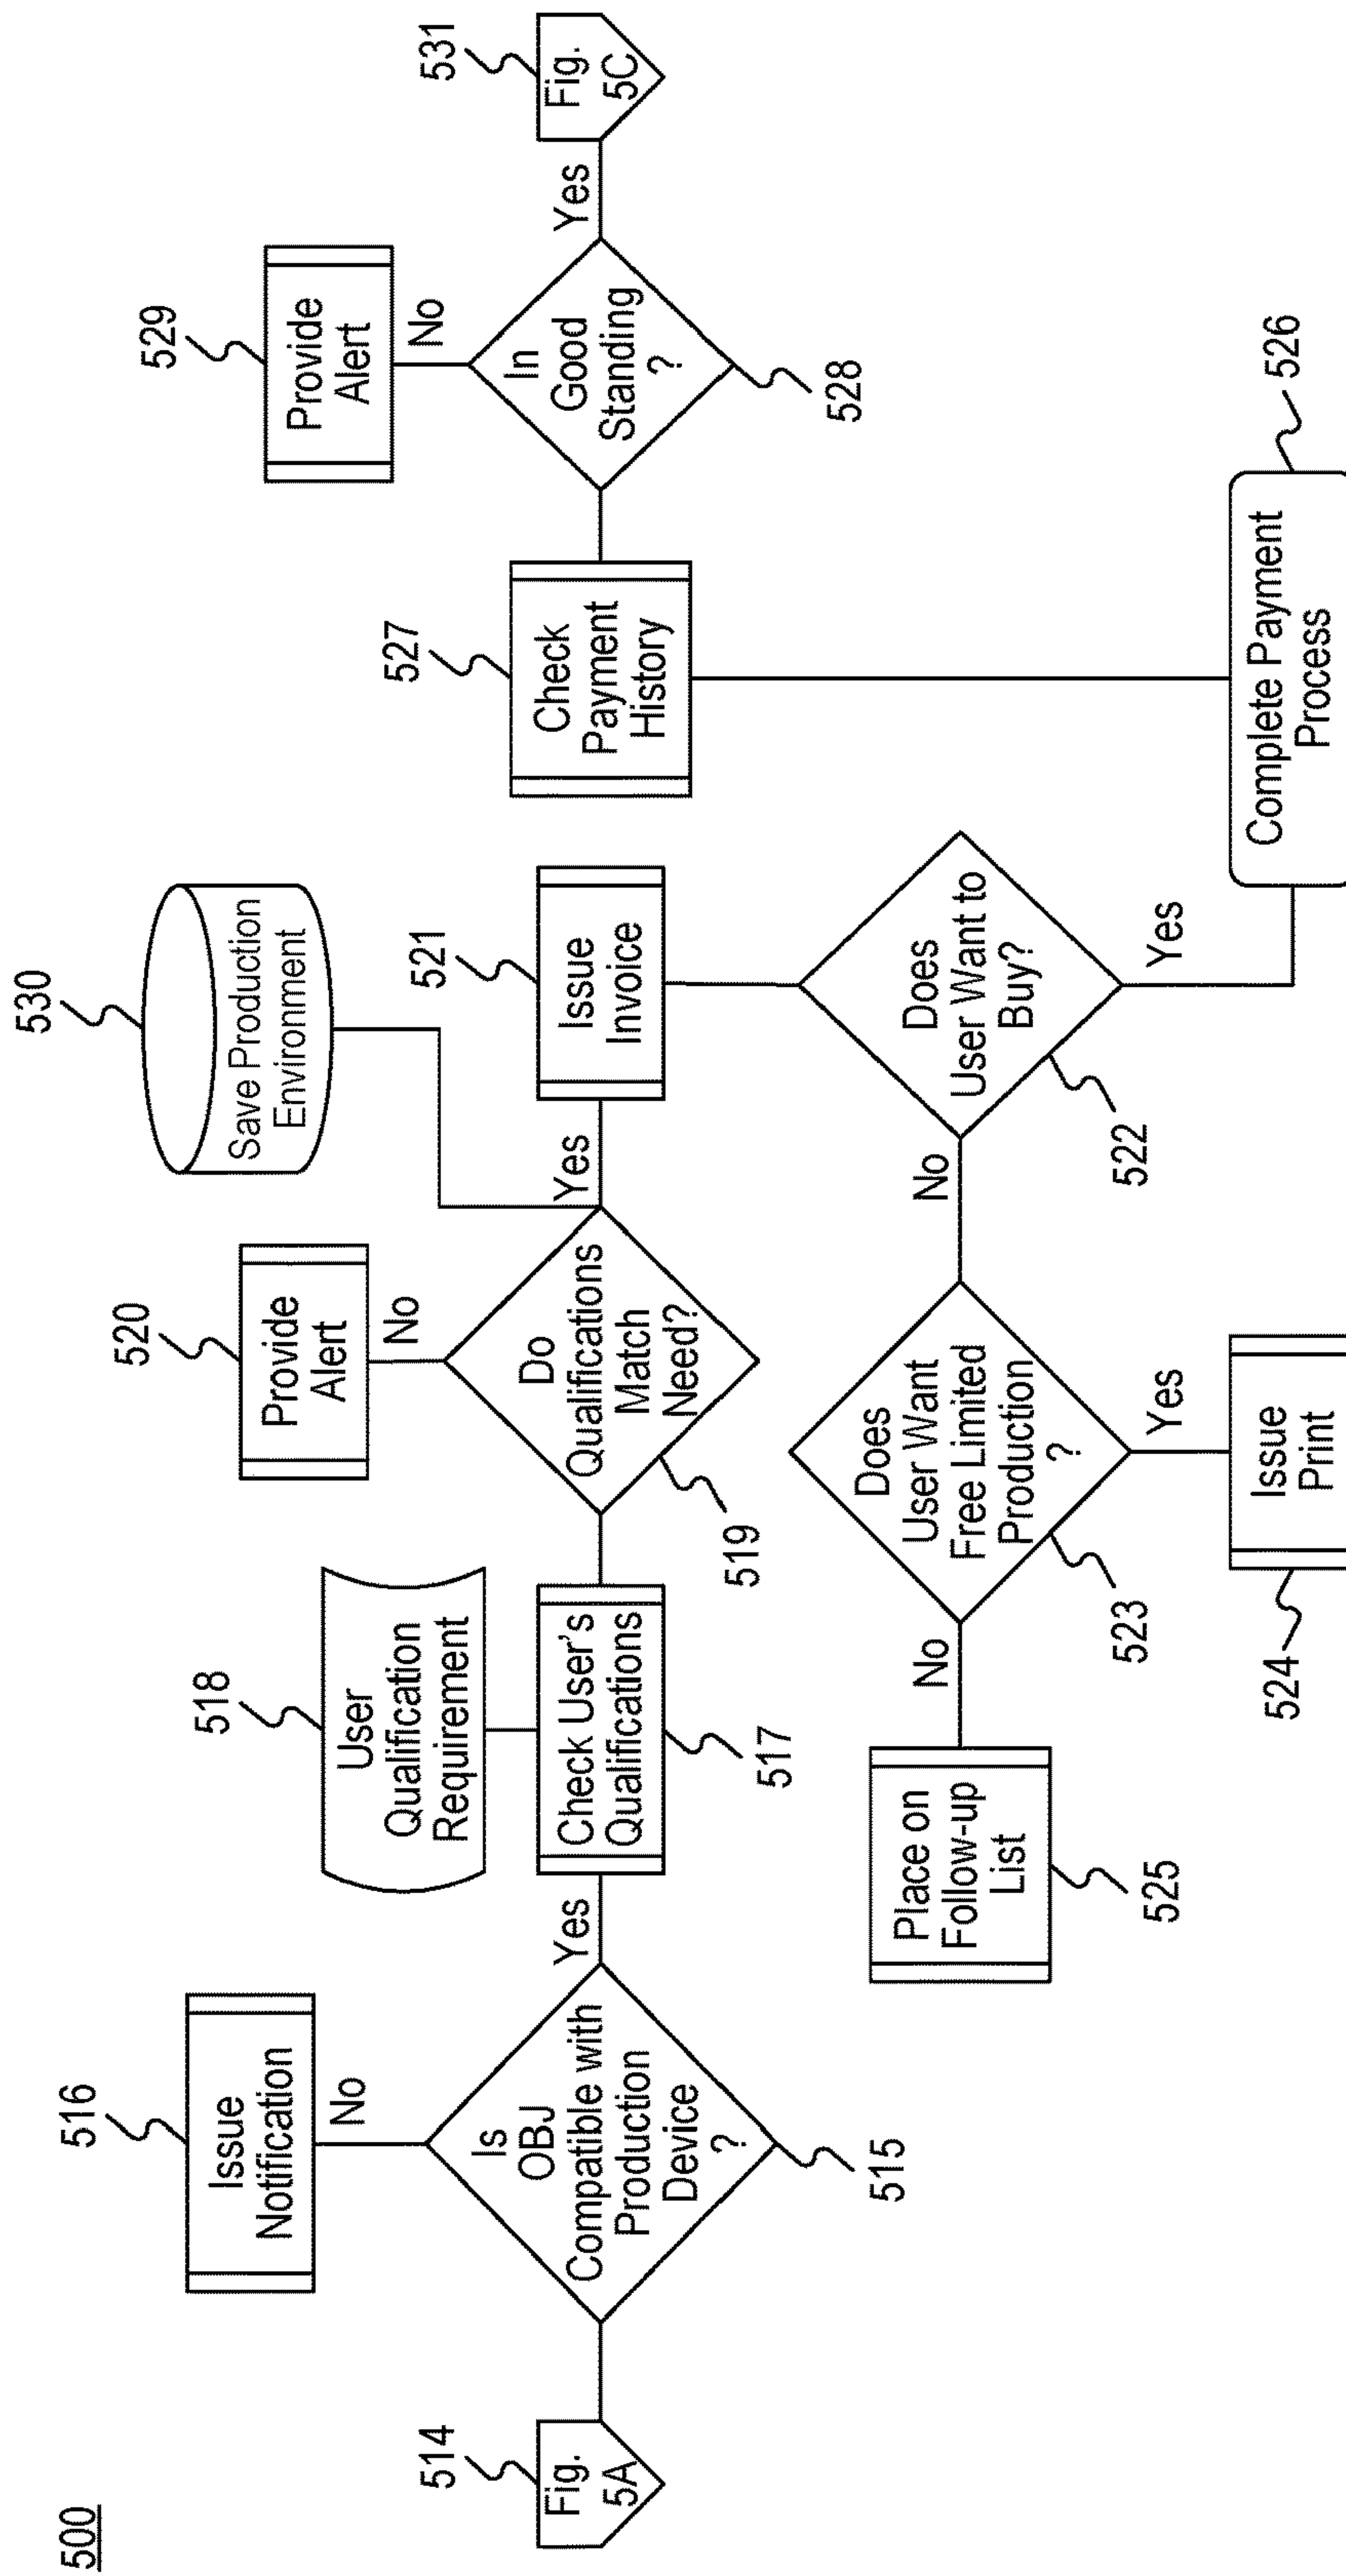 500
514
Fig.
5A
515
Is
OBJ
Compatible with
Production
Device
?
No
516
Issue
Notification
Yes
517
Check User's
Qualifications
518
User
Qualification
Requirement
519
Do
Qualifications
Match
Need?
No
520
Provide
Alert
Yes
530
Save Production
Environment
521
Issue
Invoice
522
Does
User Want to
Buy?
No
523
Does
User Want
Free Limited
Production
?
Yes
524
Issue
Print
No
525
Place on
Follow-up
List
Yes
526
Complete Payment
Process
527
Check
Payment
History
528
In
Good
Standing
?
No
529
Provide
Alert
Yes
531
Fig.
5C